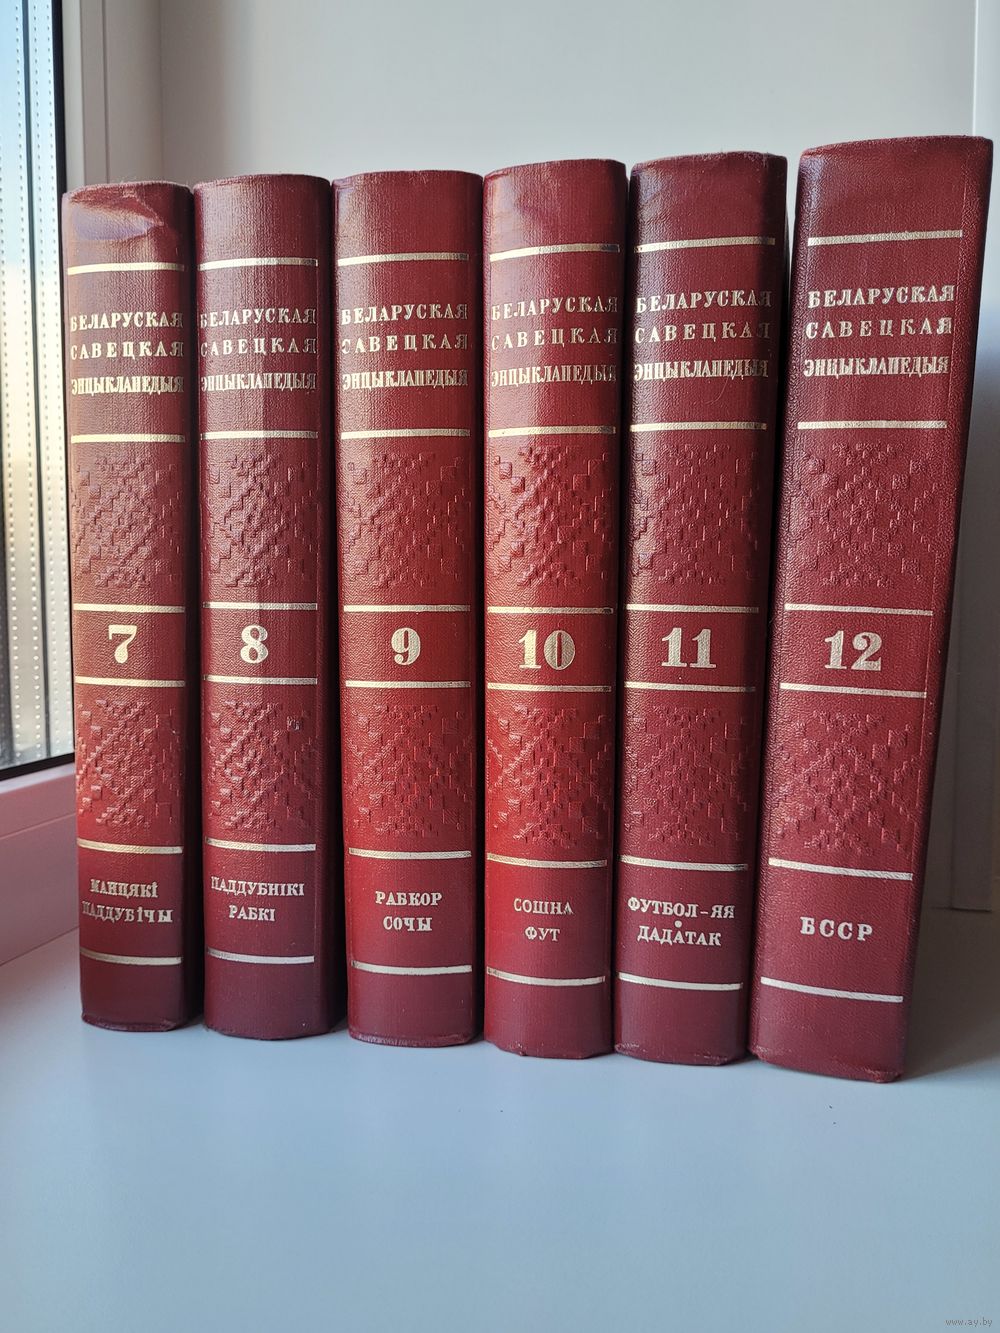 БЕЛАРУСКАЯ
САВЕЦКАЯ
ЭНЦЫКЛАПЕДЫЯ
7
МАНЦЯКІ
ПАДДУБІЧЫ
БЕЛАРУСКАЯ
САВЕЦКАЯ
ЭНЦЫКЛАПЕДЫЯ
8
ПАДДУБНІКІ
РАБКІ
БЕЛАРУСКАЯ
САВЕЦКАЯ
ЭНЦЫКЛАПЕДЫЯ
9
РАБКОР
СОЧЫ
БЕЛАРУСКАЯ
САВЕЦКАЯ
ЭНЦЫКЛАПЕДЫЯ
10
СОШНА
ФУТ
БЕЛАРУСКАЯ
САВЕЦКАЯ
ЭНЦЫКЛАПЕДЫЯ
11
ФУТБОЛ-ЯЯ
•
ДАДАТАК
БЕЛАРУСКАЯ
САВЕЦКАЯ
ЭНЦЫКЛАПЕДЫЯ
12
БССР
www.ay.by